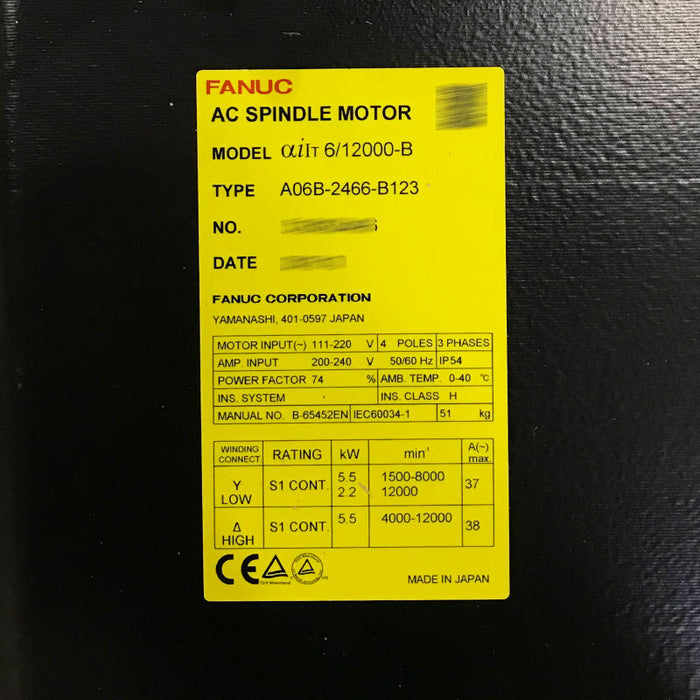 FANUC
AC SPINDLE MOTOR
MODEL αiIT 6/12000-B
TYPE A06B-2466-B123
NO.
DATE
FANUC CORPORATION
YAMANASHI, 401-0597 JAPAN
MOTOR INPUT(~) 111-220 V 4 POLES 3 PHASES
AMP. INPUT 200-240 V 50/60 Hz IP54
POWER FACTOR 74 % AMB. TEMP. 0-40 ℃
INS. SYSTEM INS. CLASS H
MANUAL NO. B-65452EN IEC60034-1 51 kg
WINDING CONNECT. RATING kW min⁻¹ A(~) max.
Y LOW S1 CONT. 5.5 1500-8000 37
2.2 12000
Δ HIGH S1 CONT. 5.5 4000-12000 38
CE
MADE IN JAPAN